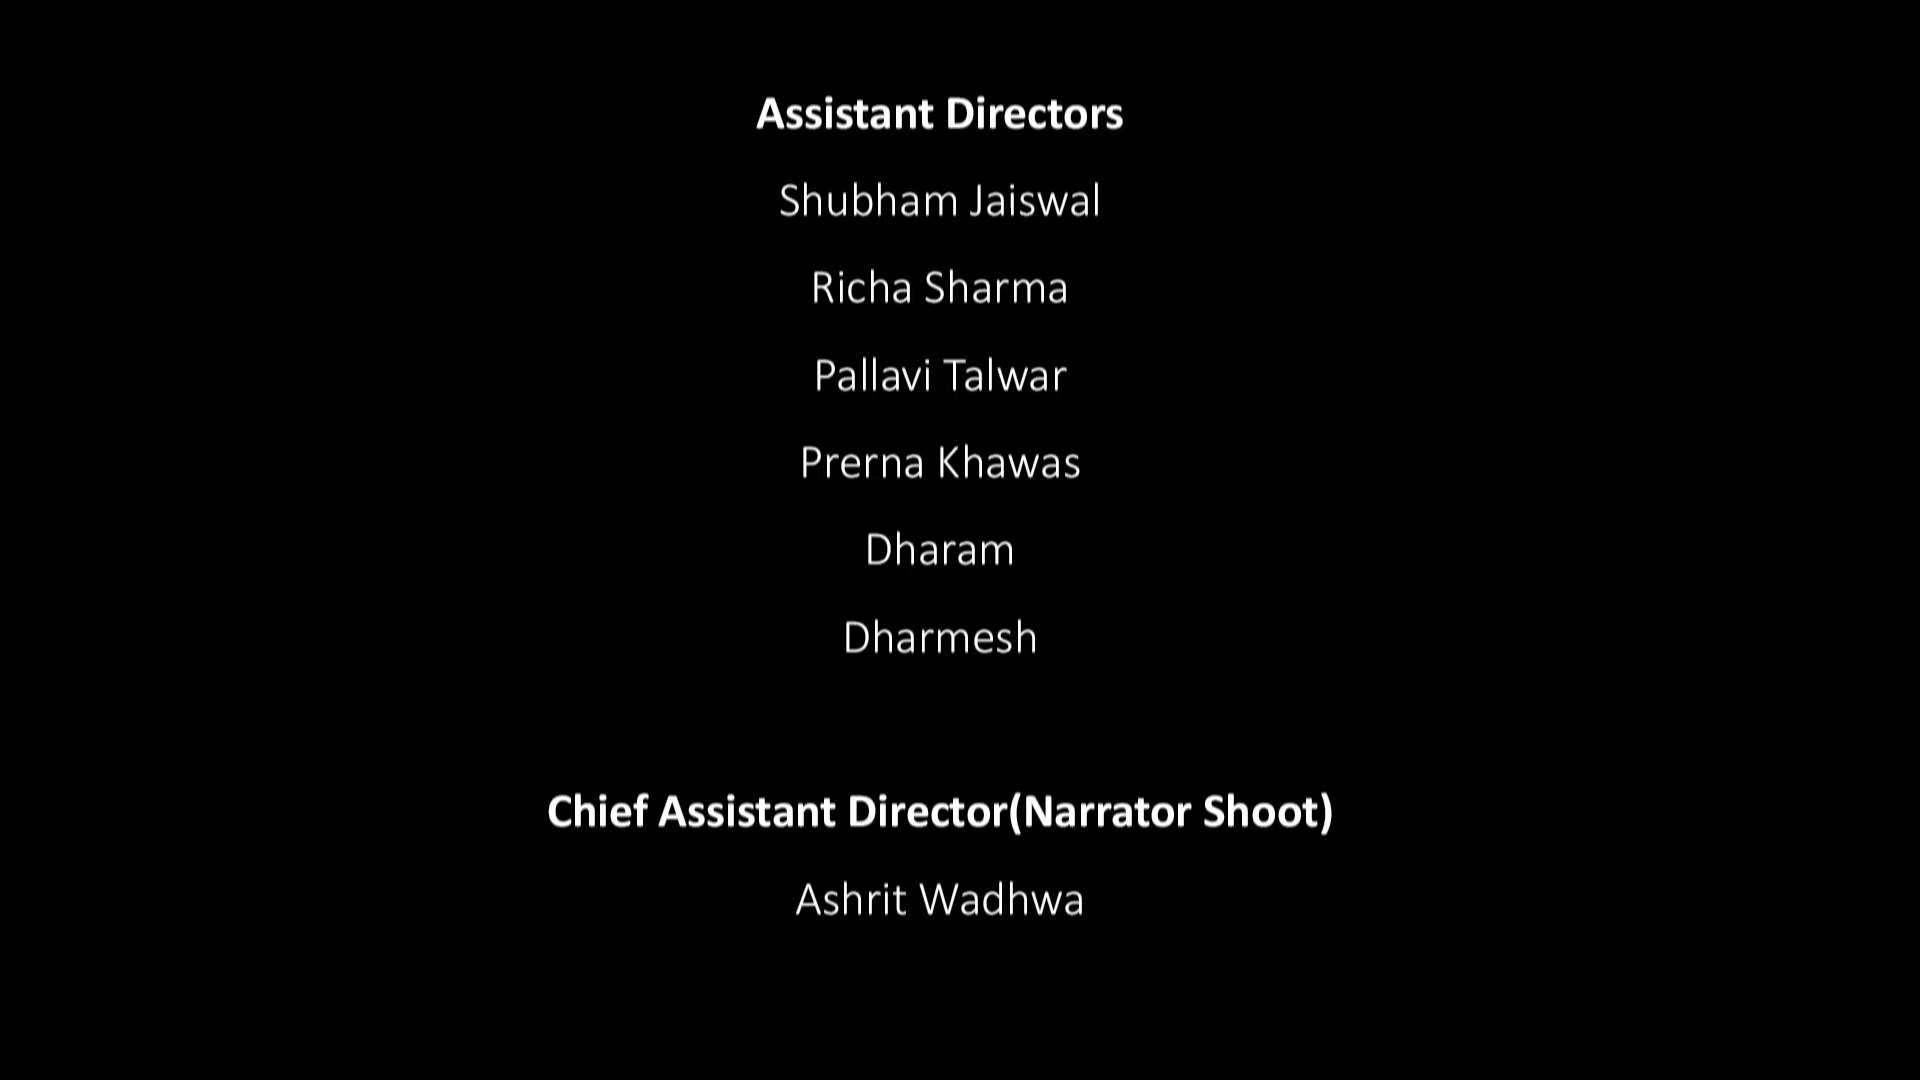 Assistant Directors
Shubham Jaiswal
Richa Sharma
Pallavi Talwar
Prerna Khawas
Dharam
Dharmesh
Chief Assistant Director(Narrator Shoot)
Ashrit Wadhwa